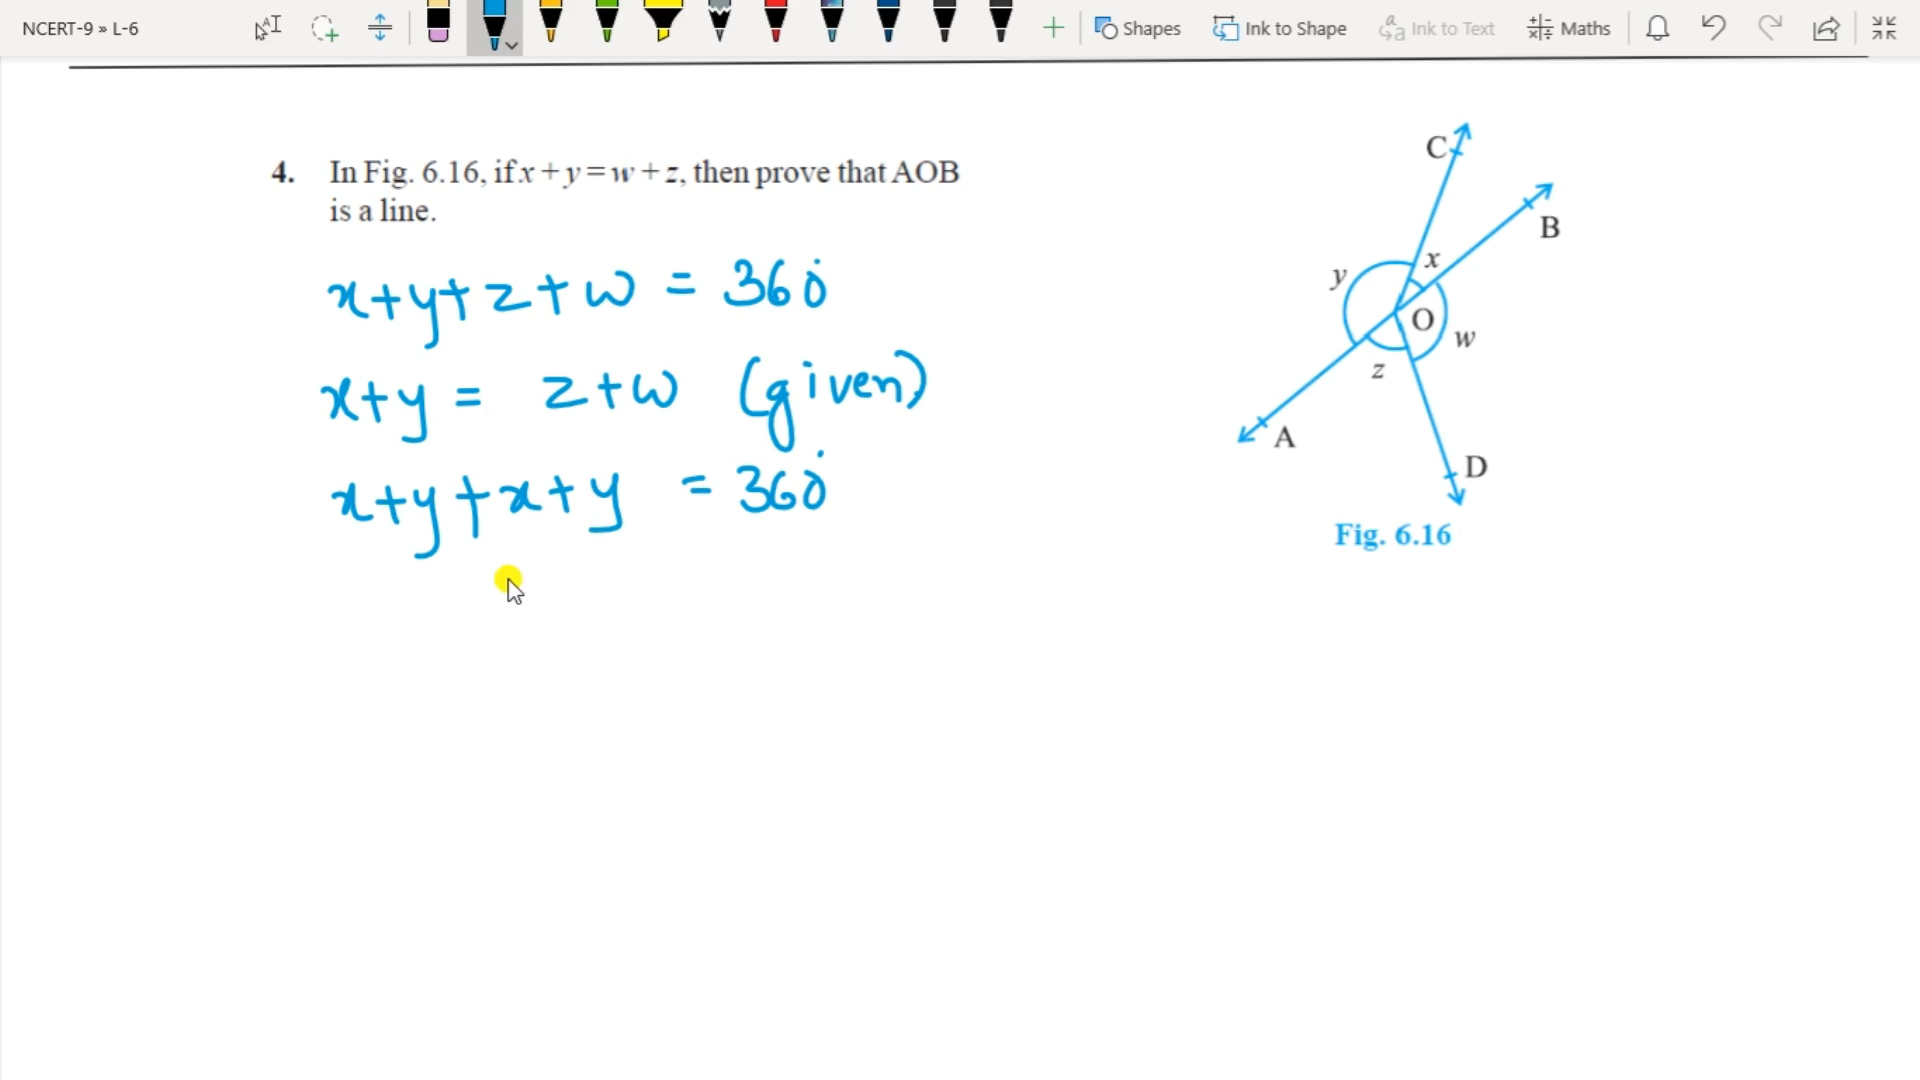 NCERT-9 » L-6
Shapes
Ink to Shape
Ink to Text
Maths
4. In Fig. 6.16, if x + y = w + z, then prove that AOB
is a line.
x+y+z+w = 360°
x+y = z+w (given)
x+y+x+y = 360°
C
B
x
y
O
w
z
A
D
Fig. 6.16